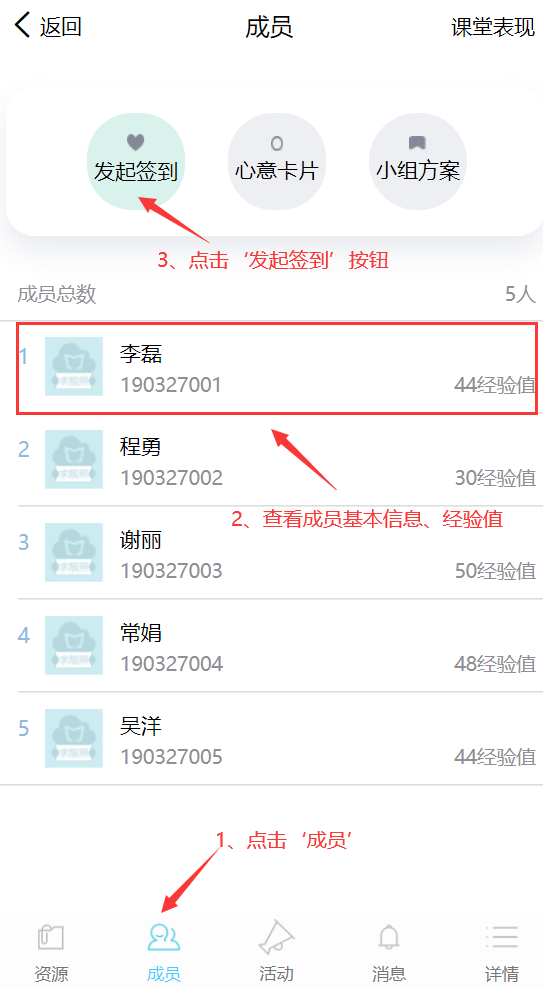 返回 成员 课堂表现
发起签到 心意卡片 小组方案
3、点击‘发起签到’按钮
成员总数 5人
1 李磊
190327001 44经验值
2 程勇
190327002 30经验值
2、查看成员基本信息、经验值
3 谢丽
190327003 50经验值
4 常娟
190327004 48经验值
5 吴洋
190327005 44经验值
1、点击‘成员’
资源 成员 活动 消息 详情